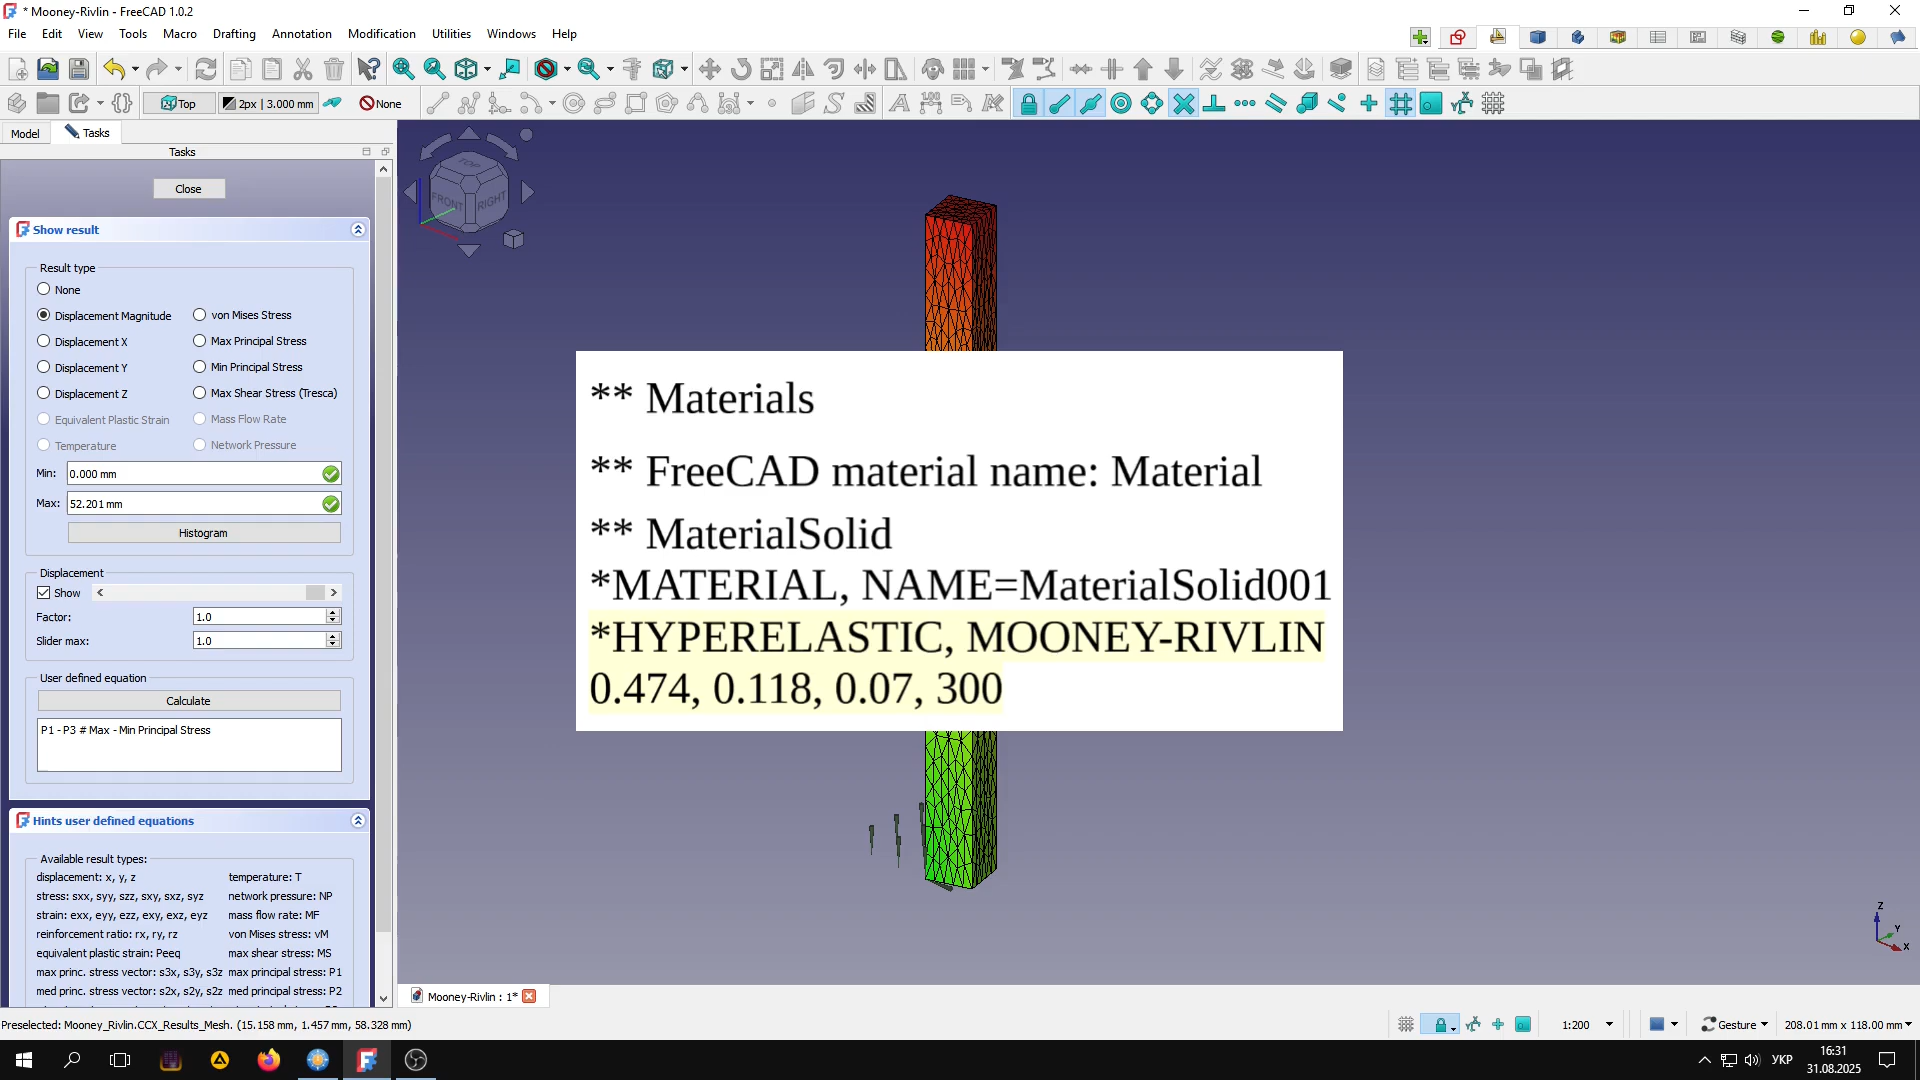 * Mooney-Rivlin - FreeCAD 1.0.2
File Edit View Tools Macro Drafting Annotation Modification Utilities Windows Help
Top 2px | 3.000 mm None
Model Tasks
Tasks
Close
Show result
Result type
None
Displacement Magnitude von Mises Stress
Displacement X Max Principal Stress
Displacement Y Min Principal Stress
Displacement Z Max Shear Stress (Tresca)
Equivalent Plastic Strain Mass Flow Rate
Temperature Network Pressure
Min: 0.000 mm
Max: 52.201 mm
Histogram
Displacement
Show
Factor: 1.0
Slider max: 1.0
User defined equation
Calculate
P1 - P3 # Max - Min Principal Stress
Hints user defined equations
Available result types:
displacement: x, y, z temperature: T
stress: sxx, syy, szz, sxy, sxz, syz network pressure: NP
strain: exx, eyy, ezz, exy, exz, eyz mass flow rate: MF
reinforcement ratio: rx, ry, rz von Mises stress: vM
equivalent plastic strain: Peeq max shear stress: MS
max princ. stress vector: s3x, s3y, s3z max principal stress: P1
med princ. stress vector: s2x, s2y, s2z med principal stress: P2
TOP
FRONT RIGHT
** Materials
** FreeCAD material name: Material
** MaterialSolid
*MATERIAL, NAME=MaterialSolid001
*HYPERELASTIC, MOONEY-RIVLIN
0.474, 0.118, 0.07, 300
Z
Y
X
Mooney-Rivlin : 1*
Preselected: Mooney_Rivlin.CCX_Results_Mesh. (15.158 mm, 1.457 mm, 58.328 mm)
1:200 Gesture 208.01 mm x 118.00 mm
УКР
16:31
31.08.2025